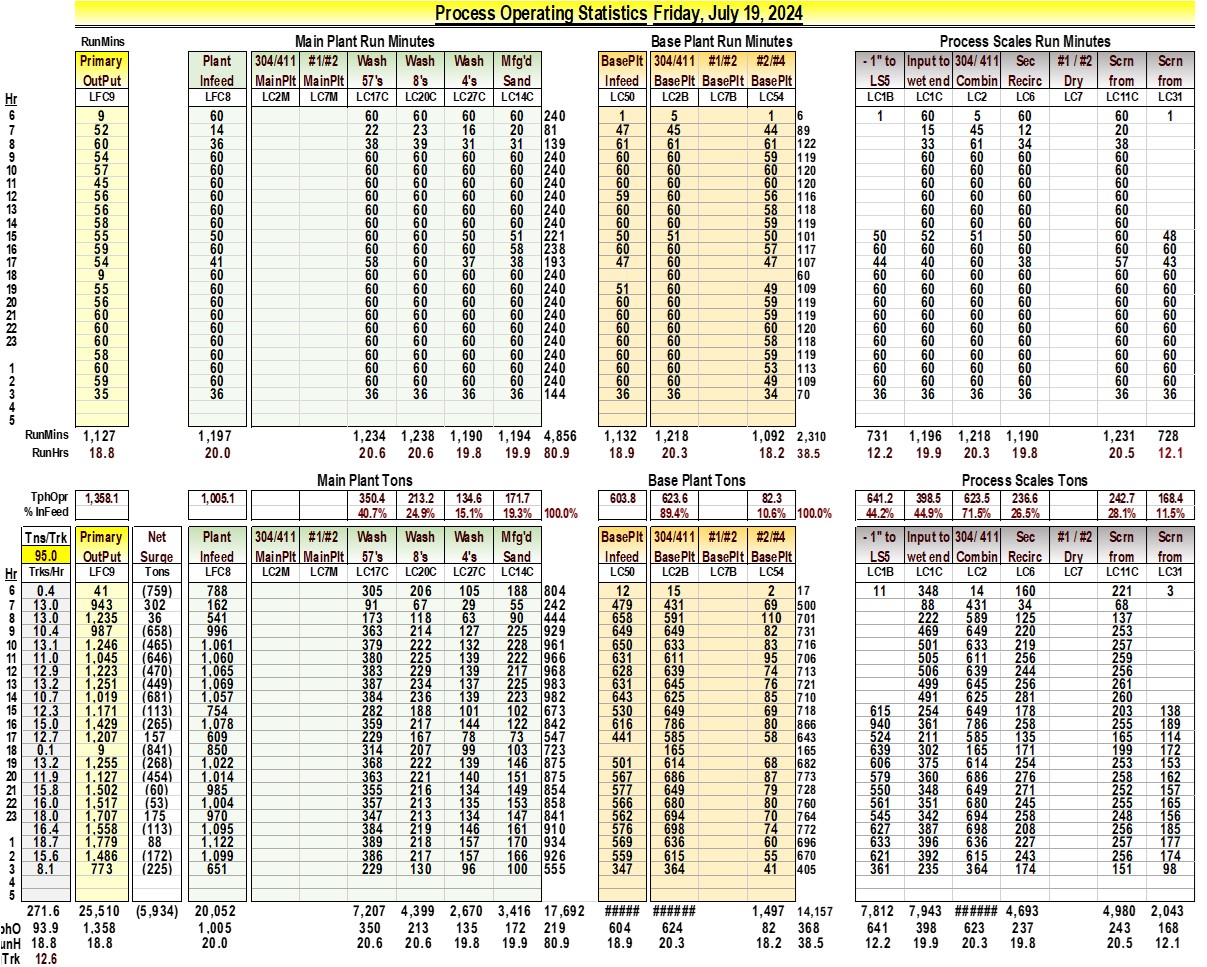 Process Operating Statistics Friday, July 19, 2024
RunMins Main Plant Run Minutes Base Plant Run Minutes Process Scales Run Minutes
Primary Plant 304/411 #1/#2 Wash Wash Wash Mfg'd BasePlt 304/411 #1/#2 #2/#4 - 1" to Input to 304/ 411 Sec #1 / #2 Scrn Scrn
OutPut Infeed MainPlt MainPlt 57's 8's 4's Sand Infeed BasePlt BasePlt BasePlt LS5 wet end Combin Recirc Dry from from
Hr LFC9 LFC8 LC2M LC7M LC17C LC20C LC27C LC14C LC50 LC2B LC7B LC54 LC1B LC1C LC2 LC6 LC7 LC11C LC31
6 9 60 60 60 60 60 240 1 5 1 6 1 60 5 60 60 1
7 52 14 22 23 16 20 81 47 45 44 89 15 45 12 20
8 60 36 38 39 31 31 139 61 61 61 122 33 61 34 38
9 54 60 60 60 60 60 240 60 60 59 119 60 60 60 60
10 57 60 60 60 60 60 240 60 60 60 120 60 60 60 60
11 45 60 60 60 60 60 240 60 60 60 120 60 60 60 60
12 56 60 60 60 60 60 240 59 60 56 116 60 60 60 60
13 56 60 60 60 60 60 240 60 60 58 118 60 60 60 60
14 58 60 60 60 60 60 240 60 60 59 119 60 60 60 60
15 55 50 60 60 50 51 221 50 51 50 101 50 52 51 50 60 48
16 59 60 60 60 60 58 238 60 60 57 117 60 60 60 60 60 60
17 54 41 58 60 37 38 193 47 60 47 107 44 40 60 38 57 43
18 9 60 60 60 60 60 240 60 60 60 60 60 60 60 60
19 55 60 60 60 60 60 240 51 60 49 109 60 60 60 60 60 60
20 56 60 60 60 60 60 240 60 60 59 119 60 60 60 60 60 60
21 60 60 60 60 60 60 240 60 60 59 119 60 60 60 60 60 60
22 60 60 60 60 60 60 240 60 60 60 120 60 60 60 60 60 60
23 60 60 60 60 60 60 240 60 60 58 118 60 60 60 60 60 60
58 60 60 60 60 60 240 60 60 59 119 60 60 60 60 60 60
1 60 60 60 60 60 60 240 60 60 53 113 60 60 60 60 60 60
2 59 60 60 60 60 60 240 60 60 49 109 60 60 60 60 60 60
3 35 36 36 36 36 36 144 36 36 34 70 36 36 36 36 36 36
4
5
RunMins 1,127 1,197 1,234 1,238 1,190 1,194 4,856 1,132 1,218 1,092 2,310 731 1,196 1,218 1,190 1,231 728
RunHrs 18.8 20.0 20.6 20.6 19.8 19.9 80.9 18.9 20.3 18.2 38.5 12.2 19.9 20.3 19.8 20.5 12.1
Main Plant Tons Base Plant Tons Process Scales Tons
TphOpr 1,358.1 1,005.1 350.4 213.2 134.6 171.7 603.8 623.6 82.3 641.2 398.5 623.5 236.6 242.7 168.4
% InFeed 40.7% 24.9% 15.1% 19.3% 100.0% 89.4% 10.6% 100.0% 44.2% 44.9% 71.5% 26.5% 28.1% 11.5%
Tns/Trk Primary Net Plant 304/411 #1/#2 Wash Wash Wash Mfg'd BasePlt 304/411 #1/#2 #2/#4 - 1" to Input to 304/ 411 Sec #1 / #2 Scrn Scrn
95.0 OutPut Surge Infeed MainPlt MainPlt 57's 8's 4's Sand Infeed BasePlt BasePlt BasePlt LS5 wet end Combin Recirc Dry from from
Hr Trks/Hr LFC9 Tons LFC8 LC2M LC7M LC17C LC20C LC27C LC14C LC50 LC2B LC7B LC54 LC1B LC1C LC2 LC6 LC7 LC11C LC31
6 0.4 41 (759) 788 305 206 105 188 804 12 15 2 17 11 348 14 160 221 3
7 13.0 943 302 162 91 67 29 55 242 479 431 69 500 88 431 34 68
8 13.0 1,235 36 541 173 118 63 90 444 658 591 110 701 222 589 125 137
9 10.4 987 (658) 996 363 214 127 225 929 649 649 82 731 469 649 220 253
10 13.1 1,246 (465) 1,061 379 222 132 228 961 650 633 83 716 501 633 219 257
11 11.0 1,045 (646) 1,060 380 225 139 222 966 631 611 95 706 505 611 256 259
12 12.9 1,223 (470) 1,065 383 229 139 217 968 628 639 74 713 506 639 244 256
13 13.2 1,251 (449) 1,069 387 234 137 225 983 631 645 76 721 499 645 256 261
14 10.7 1,019 (681) 1,057 384 236 139 223 982 643 625 85 710 491 625 281 260
15 12.3 1,171 (113) 754 282 188 101 102 673 530 649 69 718 615 254 649 178 203 138
16 15.0 1,429 (265) 1,078 359 217 144 122 842 616 786 80 866 940 361 786 258 255 189
17 12.7 1,207 157 609 229 167 78 73 547 441 585 58 643 524 211 585 135 165 114
18 0.1 9 (841) 850 314 207 99 103 723 165 165 639 302 165 171 199 172
19 13.2 1,255 (268) 1,022 368 222 139 146 875 501 614 68 682 606 375 614 254 253 153
20 11.9 1,127 (454) 1,014 363 221 140 151 875 567 686 87 773 579 360 686 276 258 162
21 15.8 1,502 (60) 985 355 216 134 149 854 577 649 79 728 550 348 649 271 252 157
22 16.0 1,517 (53) 1,004 357 213 135 153 858 566 680 80 760 561 351 680 245 255 165
23 18.0 1,707 175 970 347 213 134 147 841 562 694 70 764 545 342 694 258 248 156
16.4 1,558 (113) 1,095 384 219 146 161 910 576 698 74 772 627 387 698 208 256 185
1 18.7 1,779 88 1,122 389 218 157 170 934 569 636 60 696 633 396 636 227 257 177
2 15.6 1,486 (172) 1,099 386 217 157 166 926 559 615 55 670 621 392 615 243 256 174
3 8.1 773 (225) 651 229 130 96 100 555 347 364 41 405 361 235 364 174 151 98
4
5
271.6 25,510 (5,934) 20,052 7,207 4,399 2,670 3,416 17,692 ##### ###### 1,497 14,157 7,812 7,943 ###### 4,693 4,980 2,043
phO 93.9 1,358 1,005 350 213 135 172 219 604 624 82 368 641 398 623 237 243 168
unH 18.8 18.8 20.0 20.6 20.6 19.8 19.9 80.9 18.9 20.3 18.2 38.5 12.2 19.9 20.3 19.8 20.5 12.1
Trk 12.6